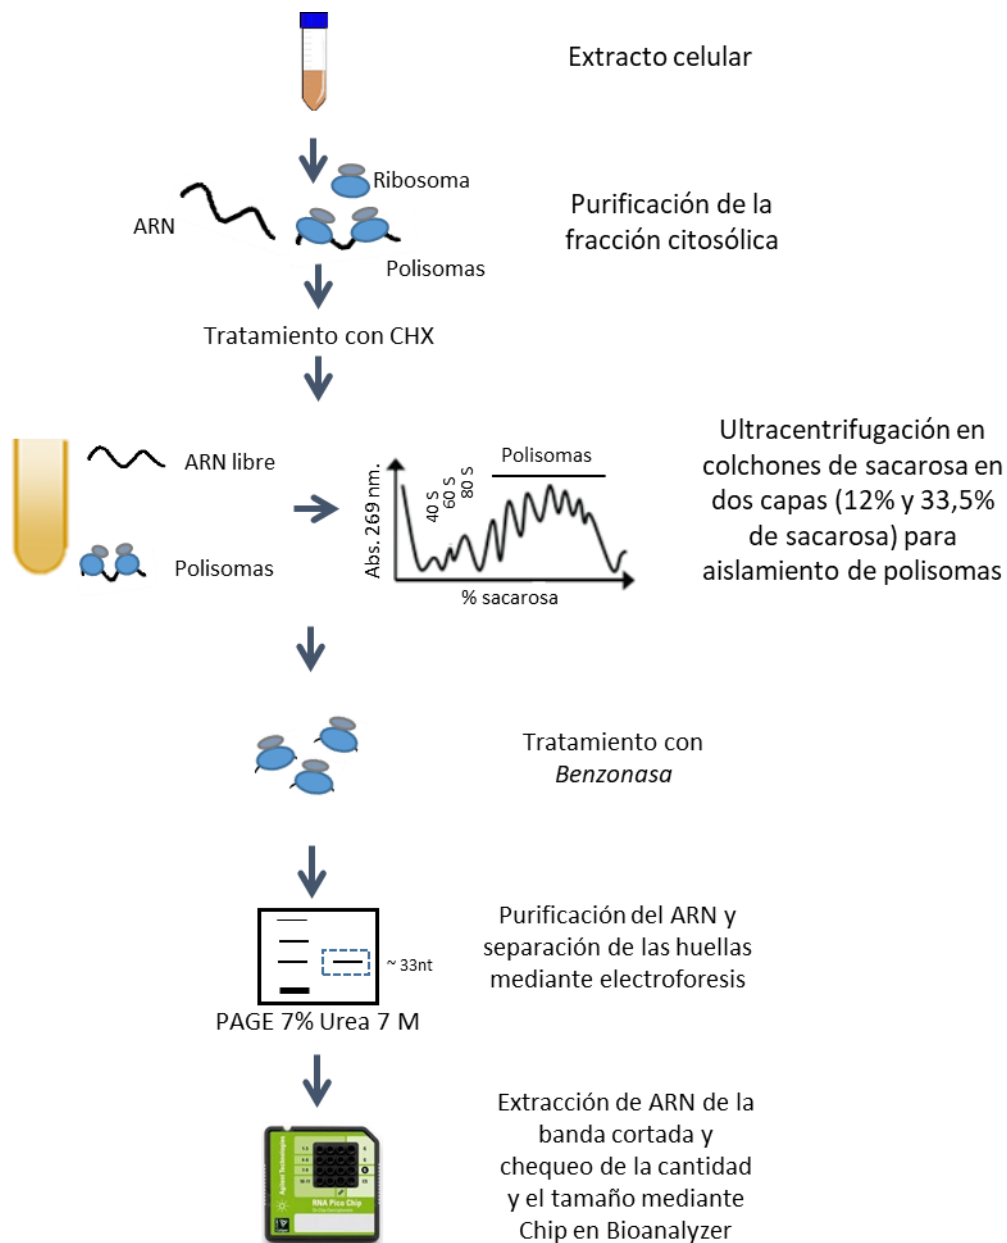 Extracto celular
Ribosoma
ARN
Polisomas
Purificación de la
fracción citosólica
Tratamiento con CHX
ARN libre
Polisomas
Abs. 269 nm.
40 S
60 S
80 S
Polisomas
% sacarosa
Ultracentrifugación en
colchones de sacarosa en
dos capas (12% y 33,5%
de sacarosa) para
aislamiento de polisomas
Tratamiento con
Benzonasa
~ 33nt
PAGE 7% Urea 7 M
Purificación del ARN y
separación de las huellas
mediante electroforesis
Agilent Technologies
RNA Pico Chip
Extracción de ARN de la
banda cortada y
chequeo de la cantidad
y el tamaño mediante
Chip en Bioanalyzer